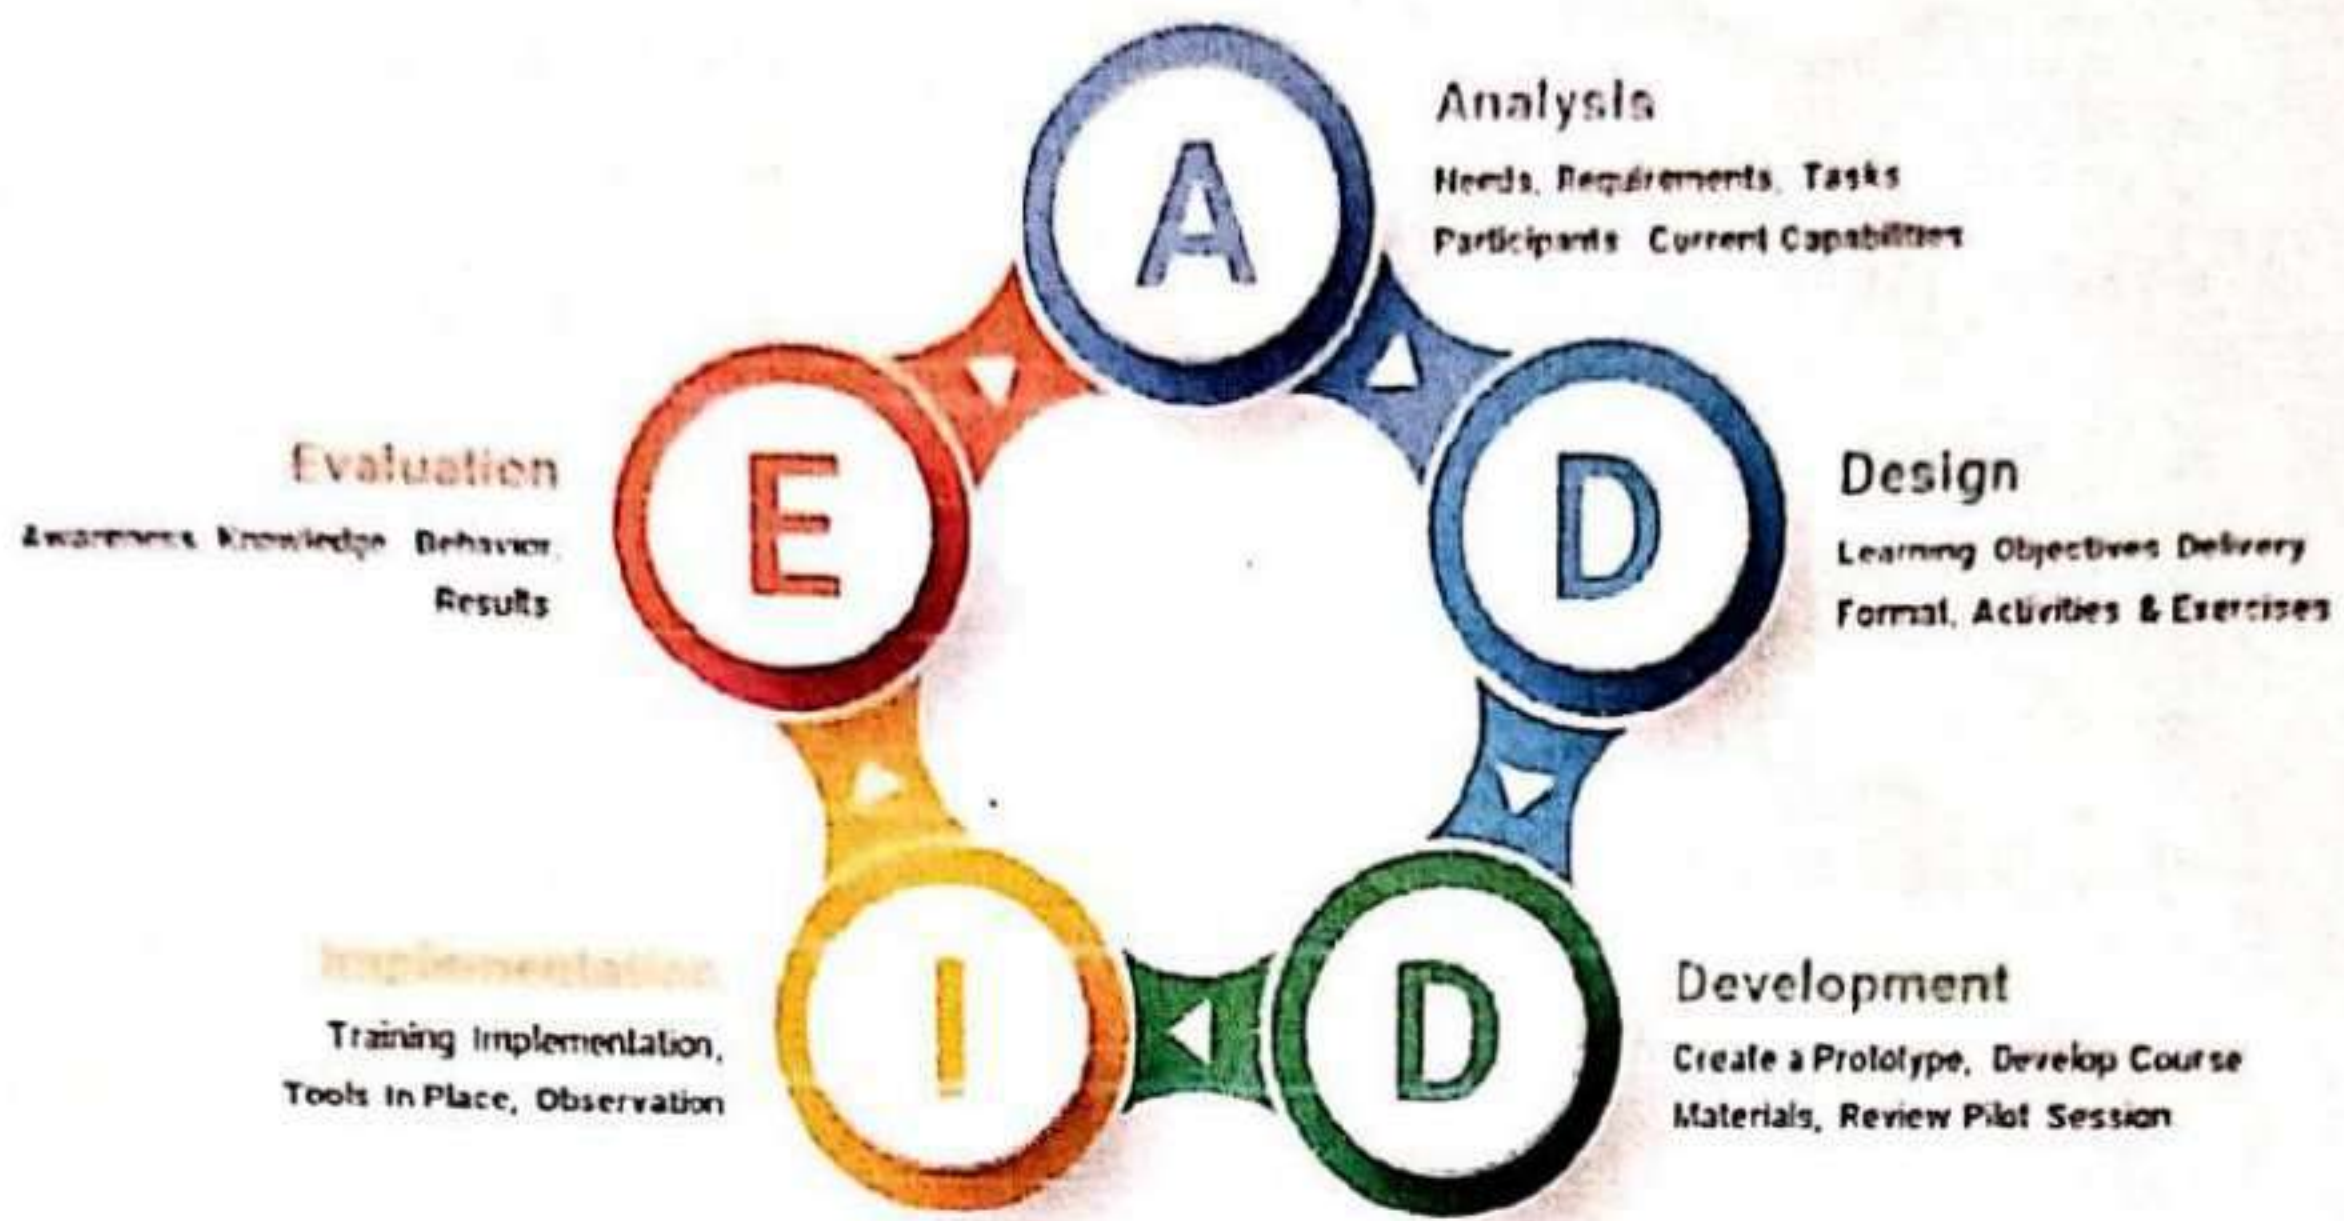 A
Analysis
Needs, Requirements, Tasks
Participants Current Capabilities
D
Design
Learning Objectives Delivery
Format, Activities & Exercises
D
Development
Create a Prototype, Develop Course
Materials, Review Pilot Session
I
Implementation
Training Implementation,
Tools In Place, Observation
E
Evaluation
Awareness Knowledge Behavior,
Results